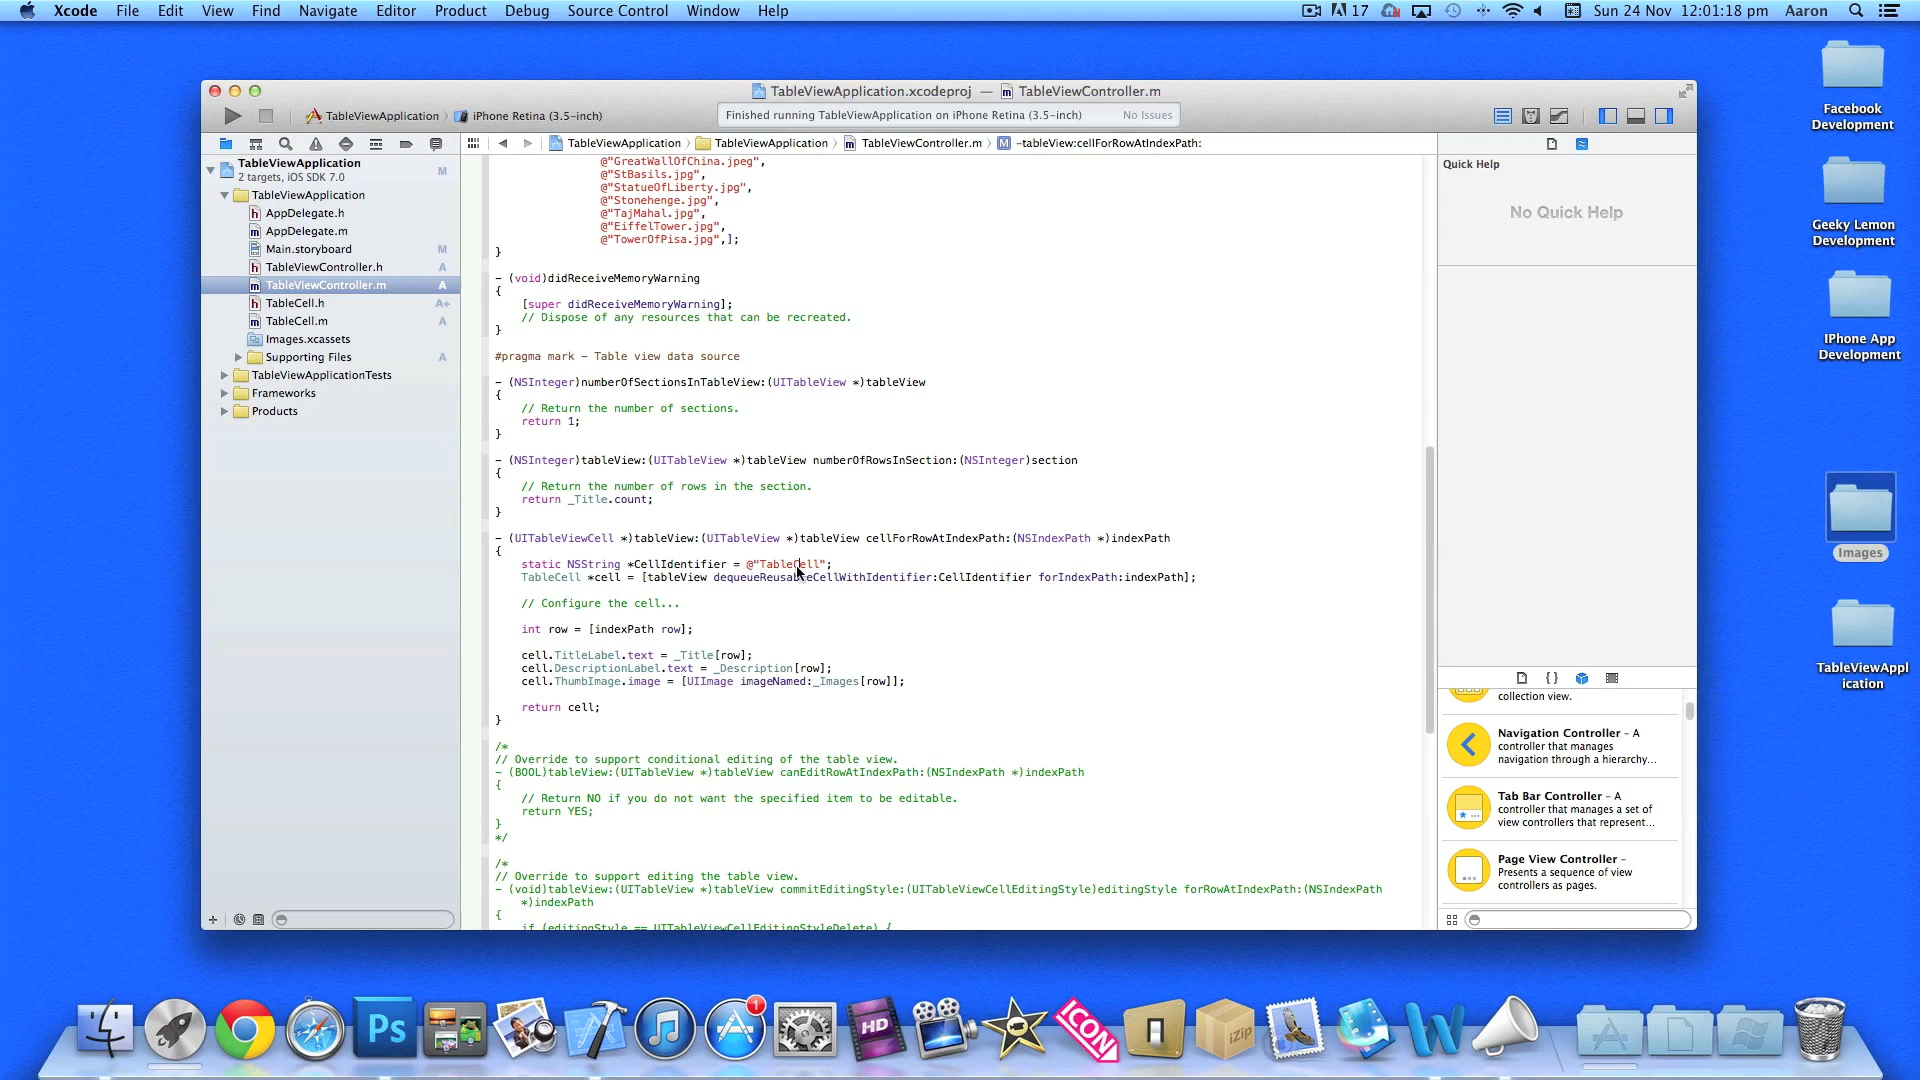 Xcode File Edit View Find Navigate Editor Product Debug Source Control Window Help 17 Sun 24 Nov 12:01:18 pm Aaron
TableViewApplication.xcodeproj — TableViewController.m
TableViewApplication iPhone Retina (3.5-inch)
Finished running TableViewApplication on iPhone Retina (3.5-inch) No Issues
TableViewApplication TableViewApplication TableViewController.m -tableView:cellForRowAtIndexPath:
TableViewApplication
2 targets, iOS SDK 7.0 M
TableViewApplication
AppDelegate.h
AppDelegate.m
Main.storyboard M
TableViewController.h A
TableViewController.m A
TableCell.h A+
TableCell.m A
Images.xcassets
Supporting Files A
TableViewApplicationTests
Frameworks
Products
@"GreatWallOfChina.jpeg",
@"StBasils.jpg",
@"StatueOfLiberty.jpg",
@"Stonehenge.jpg",
@"TajMahal.jpg",
@"EiffelTower.jpg",
@"TowerOfPisa.jpg",];
}
- (void)didReceiveMemoryWarning
{
[super didReceiveMemoryWarning];
// Dispose of any resources that can be recreated.
}
#pragma mark - Table view data source
- (NSInteger)numberOfSectionsInTableView:(UITableView *)tableView
{
// Return the number of sections.
return 1;
}
- (NSInteger)tableView:(UITableView *)tableView numberOfRowsInSection:(NSInteger)section
{
// Return the number of rows in the section.
return _Title.count;
}
- (UITableViewCell *)tableView:(UITableView *)tableView cellForRowAtIndexPath:(NSIndexPath *)indexPath
{
static NSString *CellIdentifier = @"TableCell";
TableCell *cell = [tableView dequeueReusableCellWithIdentifier:CellIdentifier forIndexPath:indexPath];
// Configure the cell...
int row = [indexPath row];
cell.TitleLabel.text = _Title[row];
cell.DescriptionLabel.text = _Description[row];
cell.ThumbImage.image = [UIImage imageNamed:_Images[row]];
return cell;
}
/*
// Override to support conditional editing of the table view.
- (BOOL)tableView:(UITableView *)tableView canEditRowAtIndexPath:(NSIndexPath *)indexPath
{
// Return NO if you do not want the specified item to be editable.
return YES;
}
*/
/*
// Override to support editing the table view.
- (void)tableView:(UITableView *)tableView commitEditingStyle:(UITableViewCellEditingStyle)editingStyle forRowAtIndexPath:(NSIndexPath
*)indexPath
{
if (editingStyle == UITableViewCellEditingStyleDelete) {
Quick Help
No Quick Help
{}
collection view.
Navigation Controller - A
controller that manages
navigation through a hierarchy...
Tab Bar Controller - A
controller that manages a set of
view controllers that represent...
Page View Controller -
Presents a sequence of view
controllers as pages.
Facebook
Development
Geeky Lemon
Development
IPhone App
Development
Images
TableViewAppl
ication
Ps
1
HD
ICON
iZip
W